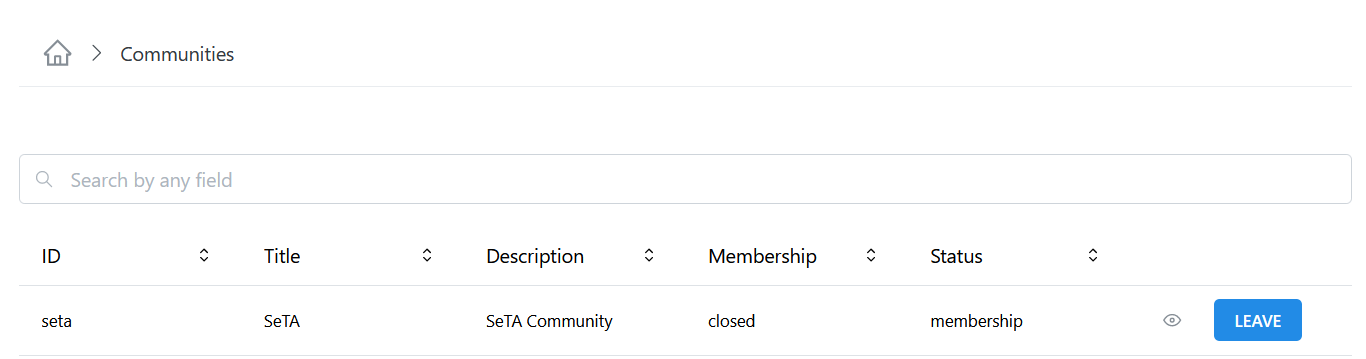 Communities
Search by any field
ID Title Description Membership Status
seta SeTA SeTA Community closed membership LEAVE